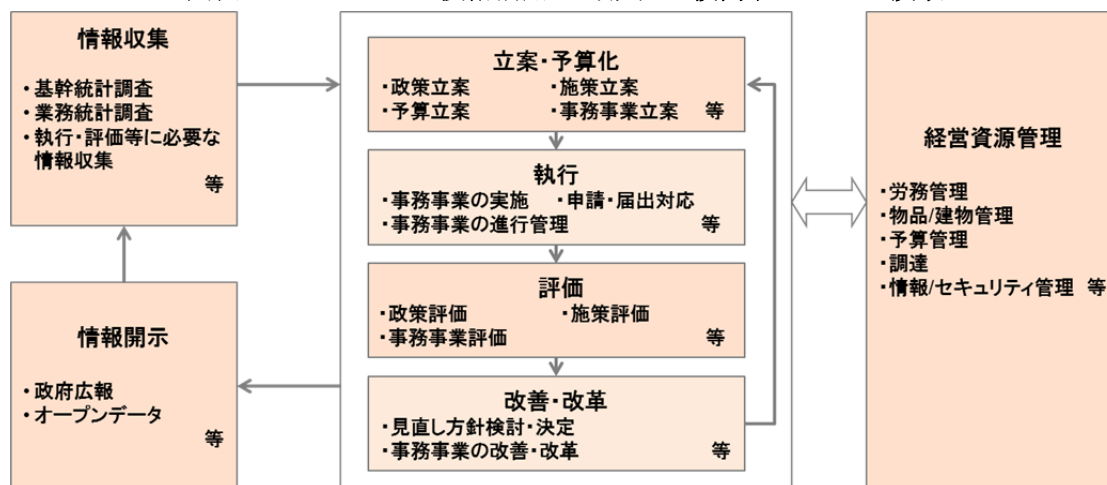 情報収集
・基幹統計調査
・業務統計調査
・執行・評価等に必要な
情報収集
等
情報開示
・政府広報
・オープンデータ
等
立案・予算化
・政策立案 ・施策立案
・予算立案 ・事務事業立案 等
執行
・事務事業の実施 ・申請・届出対応
・事務事業の進行管理 等
評価
・政策評価 ・施策評価
・事務事業評価 等
改善・改革
・見直し方針検討・決定
・事務事業の改善・改革 等
経営資源管理
・労務管理
・物品/建物管理
・予算管理
・調達
・情報/セキュリティ管理 等